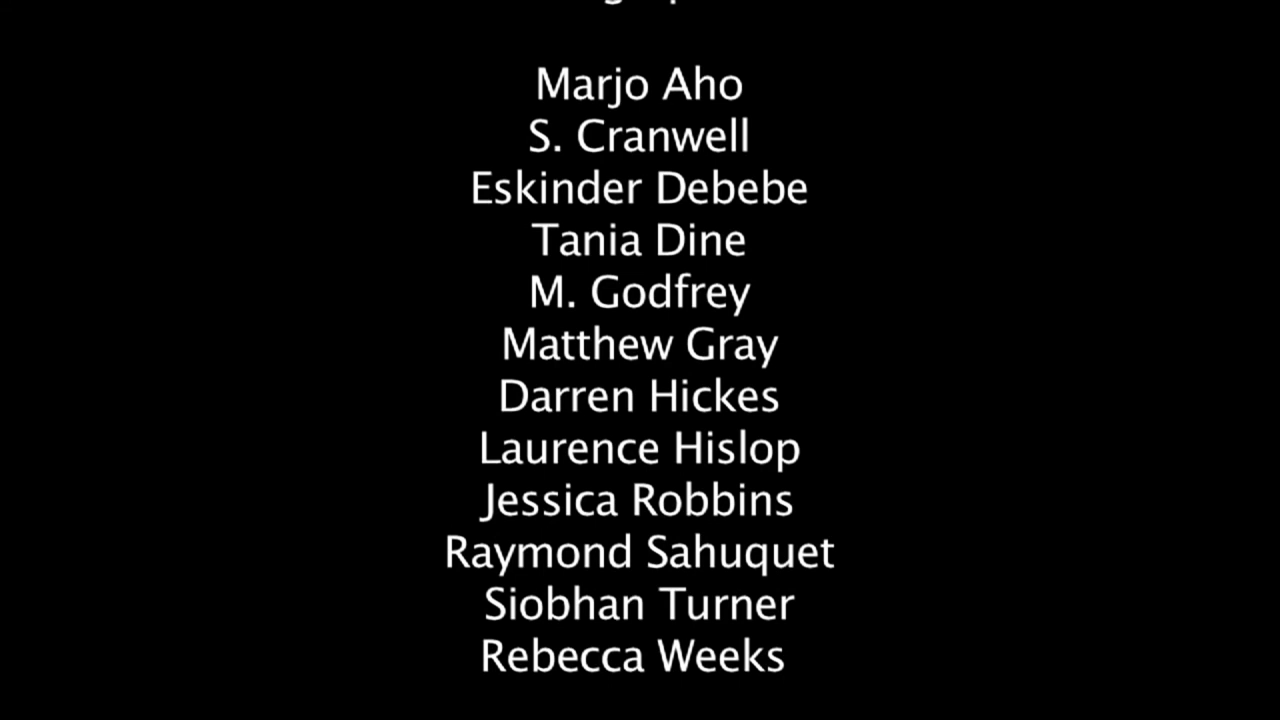 Marjo Aho
S. Cranwell
Eskinder Debebe
Tania Dine
M. Godfrey
Matthew Gray
Darren Hickes
Laurence Hislop
Jessica Robbins
Raymond Sahuquet
Siobhan Turner
Rebecca Weeks